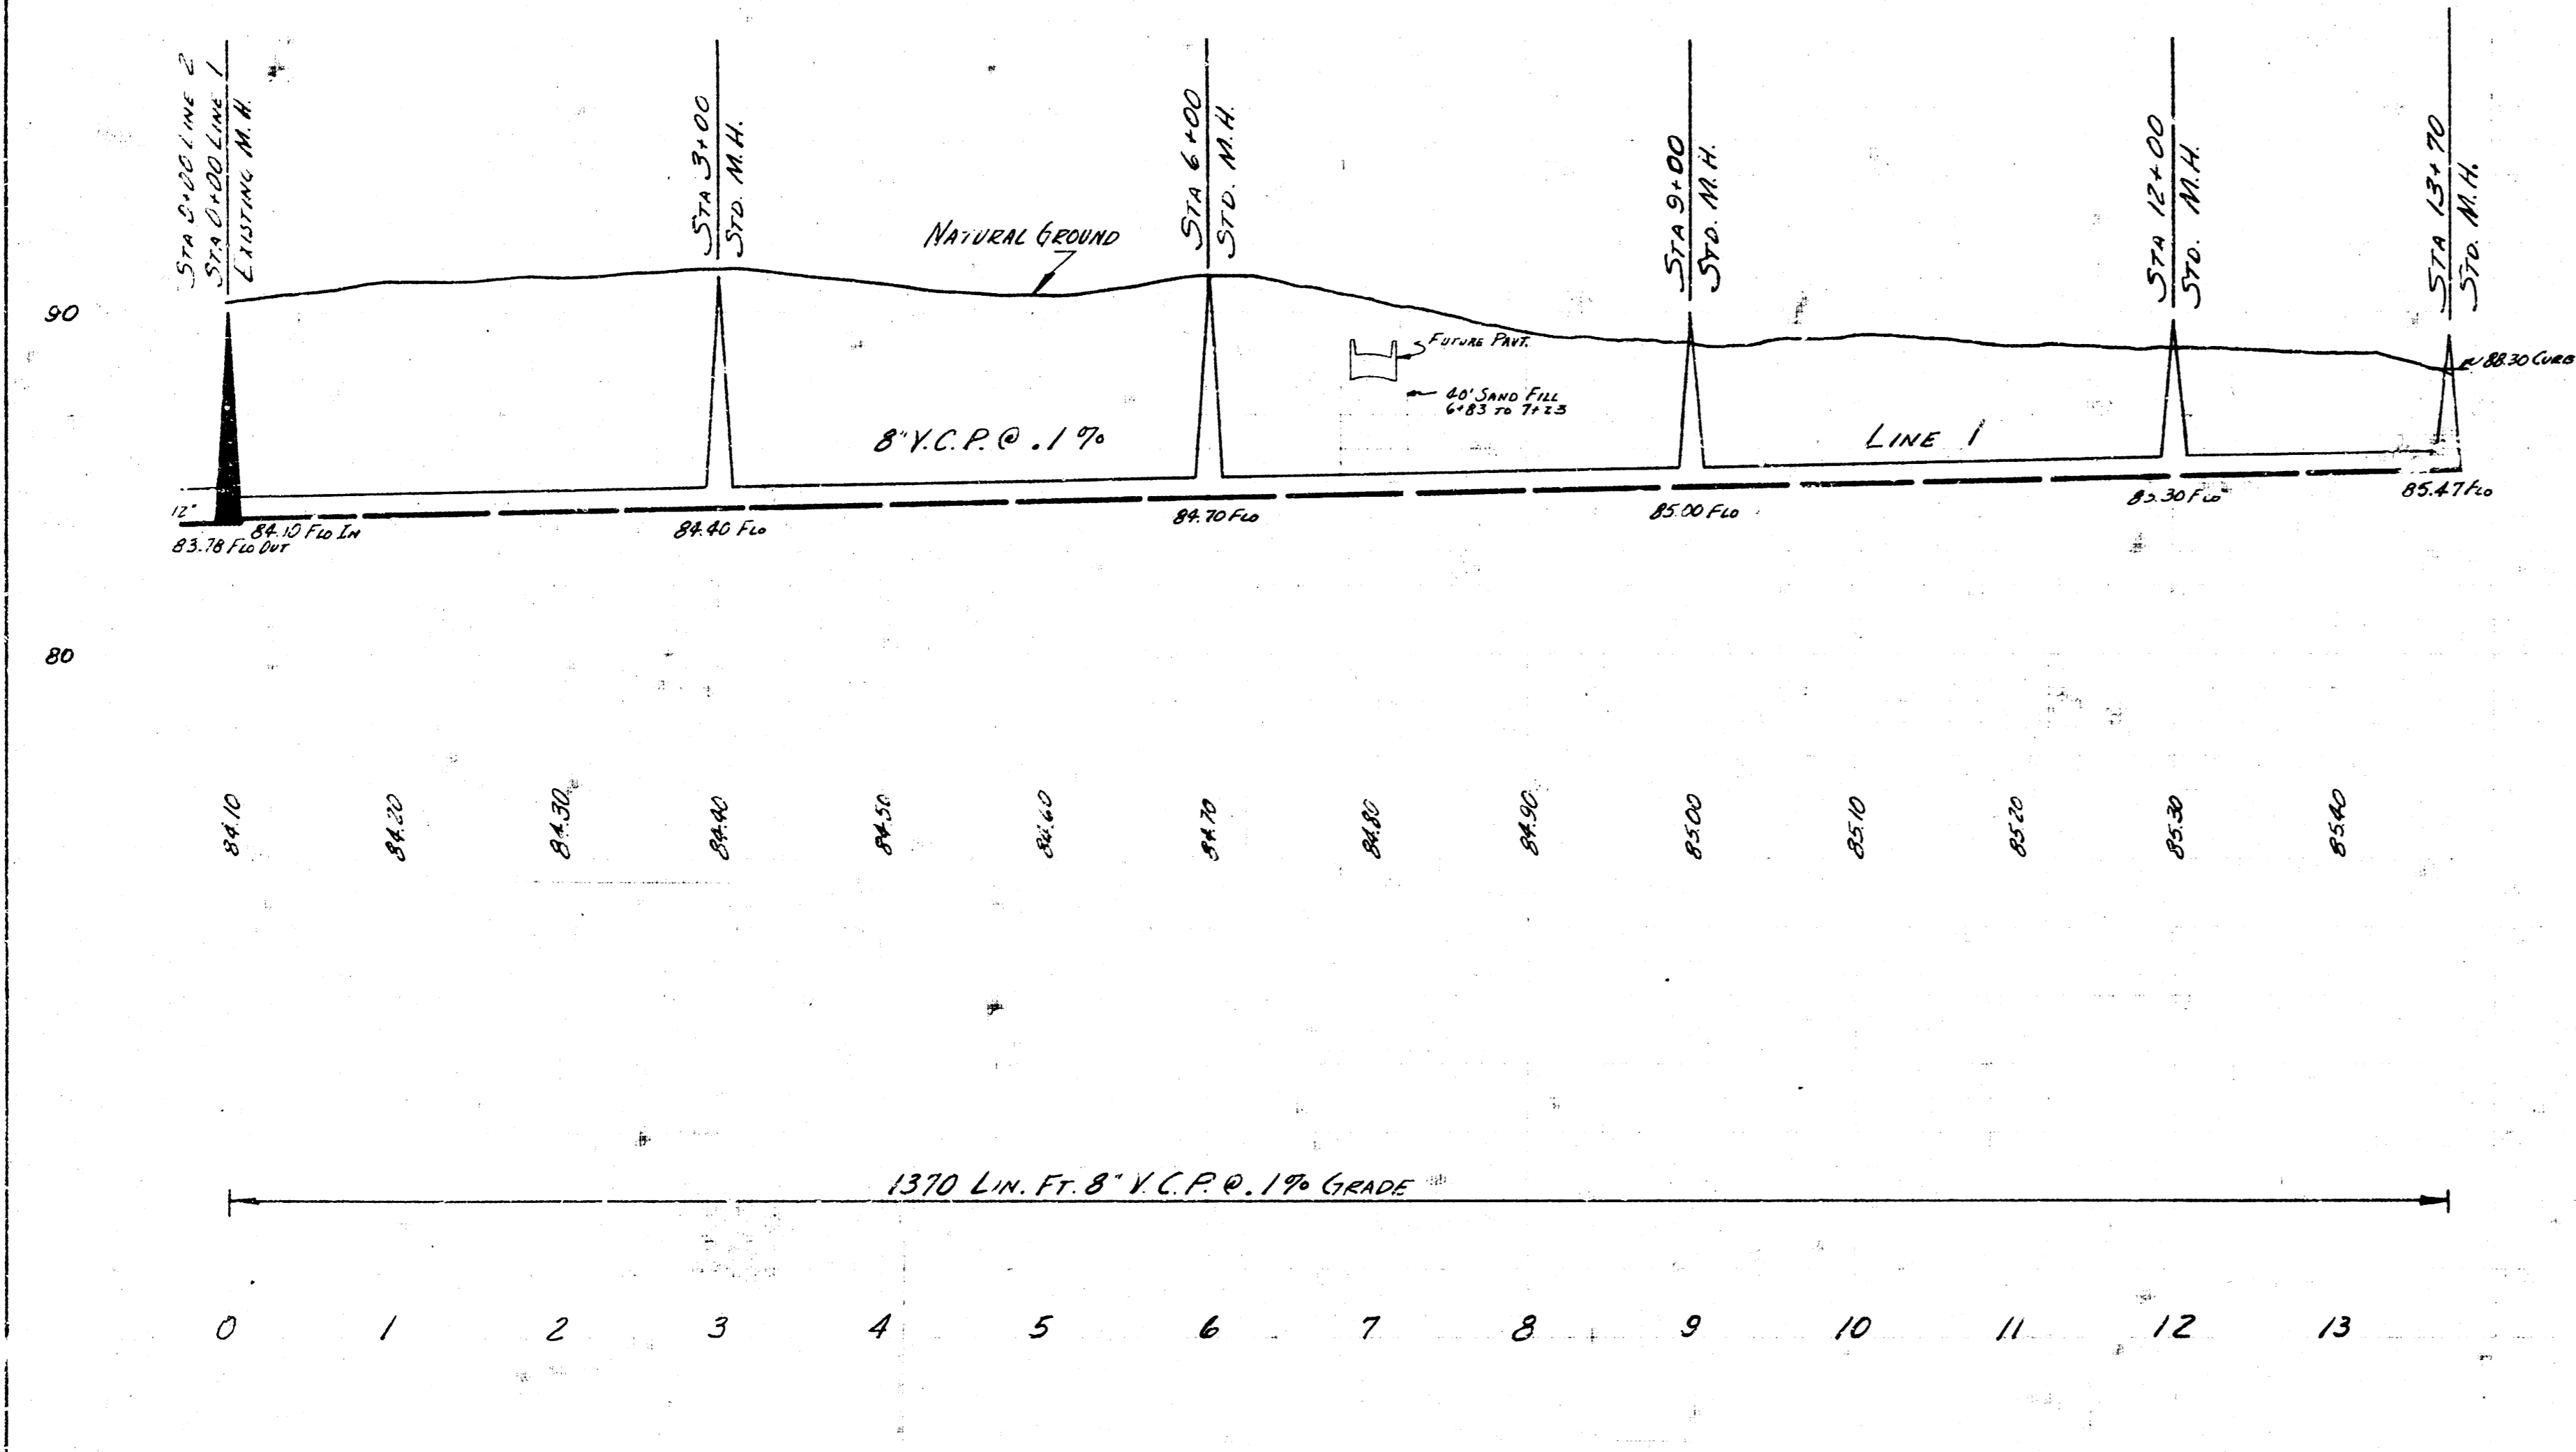 STA 0+00 LINE 2
STA 0+00 LINE 1
EXISTING M.H.
STA 3+00
STD. M.H.
STA 6+00
STD. M.H.
STA 9+00
STD. M.H.
STA 12+00
STD. M.H.
STA 13+70
STD. M.H.
NATURAL GROUND
90
FUTURE PAVT.
88.30 CURB
40' SAND FILL
6+83 TO 7+23
8" V.C.P. @ .1%
LINE 1
12"
84.10 FLO IN
83.78 FLO OUT
84.40 FLO
84.70 FLO
85.00 FLO
85.30 FLO
85.47 FLO
80
84.10
84.20
84.30
84.40
84.50
84.60
84.70
84.80
84.90
85.00
85.10
85.20
85.30
85.40
1370 LIN. FT. 8" V.C.P. @ .1% GRADE
0 1 2 3 4 5 6 7 8 9 10 11 12 13